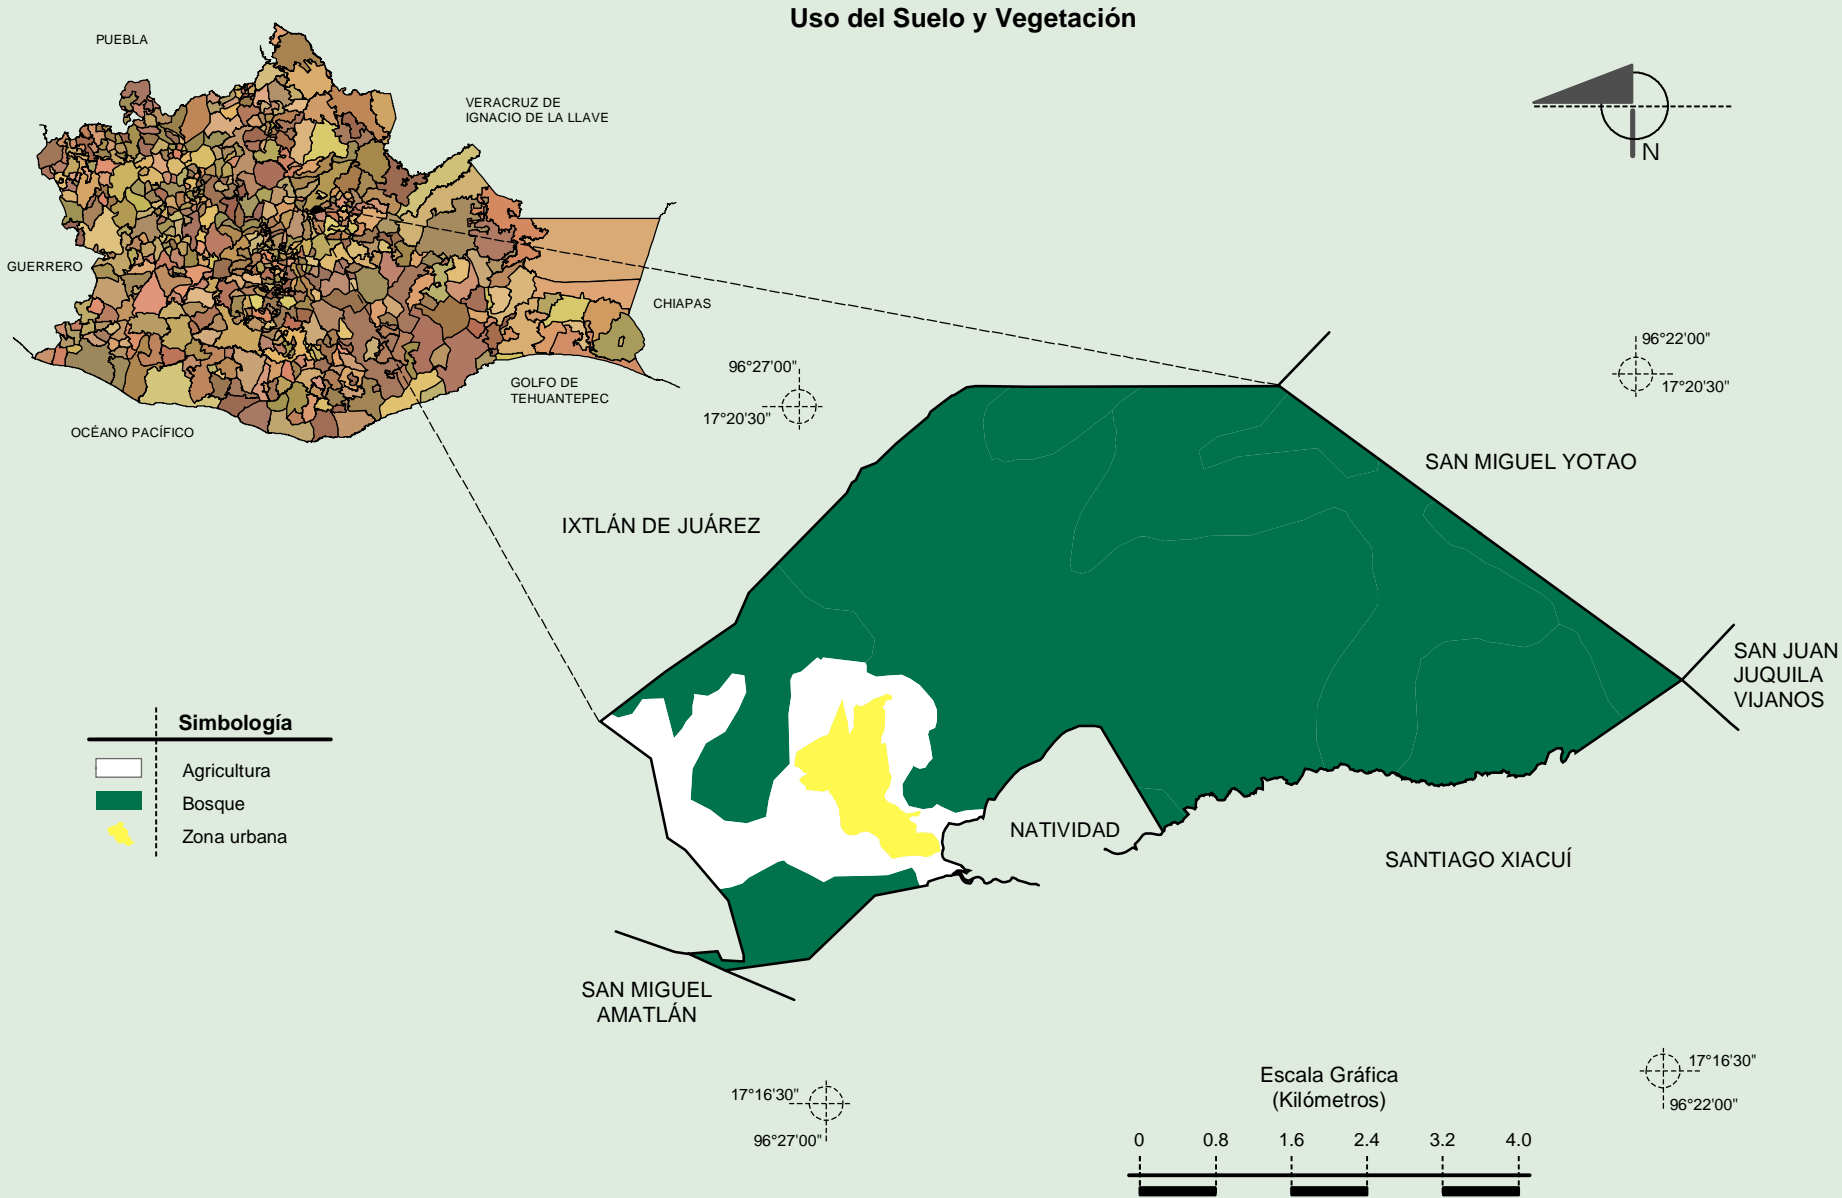 Uso del Suelo y Vegetación
PUEBLA
VERACRUZ DE
IGNACIO DE LA LLAVE
GUERRERO
CHIAPAS
GOLFO DE
TEHUANTEPEC
OCÉANO PACÍFICO
N
96°27'00"
17°20'30"
96°22'00"
17°20'30"
SAN MIGUEL YOTAO
IXTLÁN DE JUÁREZ
SAN JUAN
JUQUILA
VIJANOS
Simbología
Agricultura
Bosque
Zona urbana
NATIVIDAD
SANTIAGO XIACUÍ
SAN MIGUEL
AMATLÁN
17°16'30"
96°27'00"
17°16'30"
96°22'00"
Escala Gráfica
(Kilómetros)
0 0.8 1.6 2.4 3.2 4.0